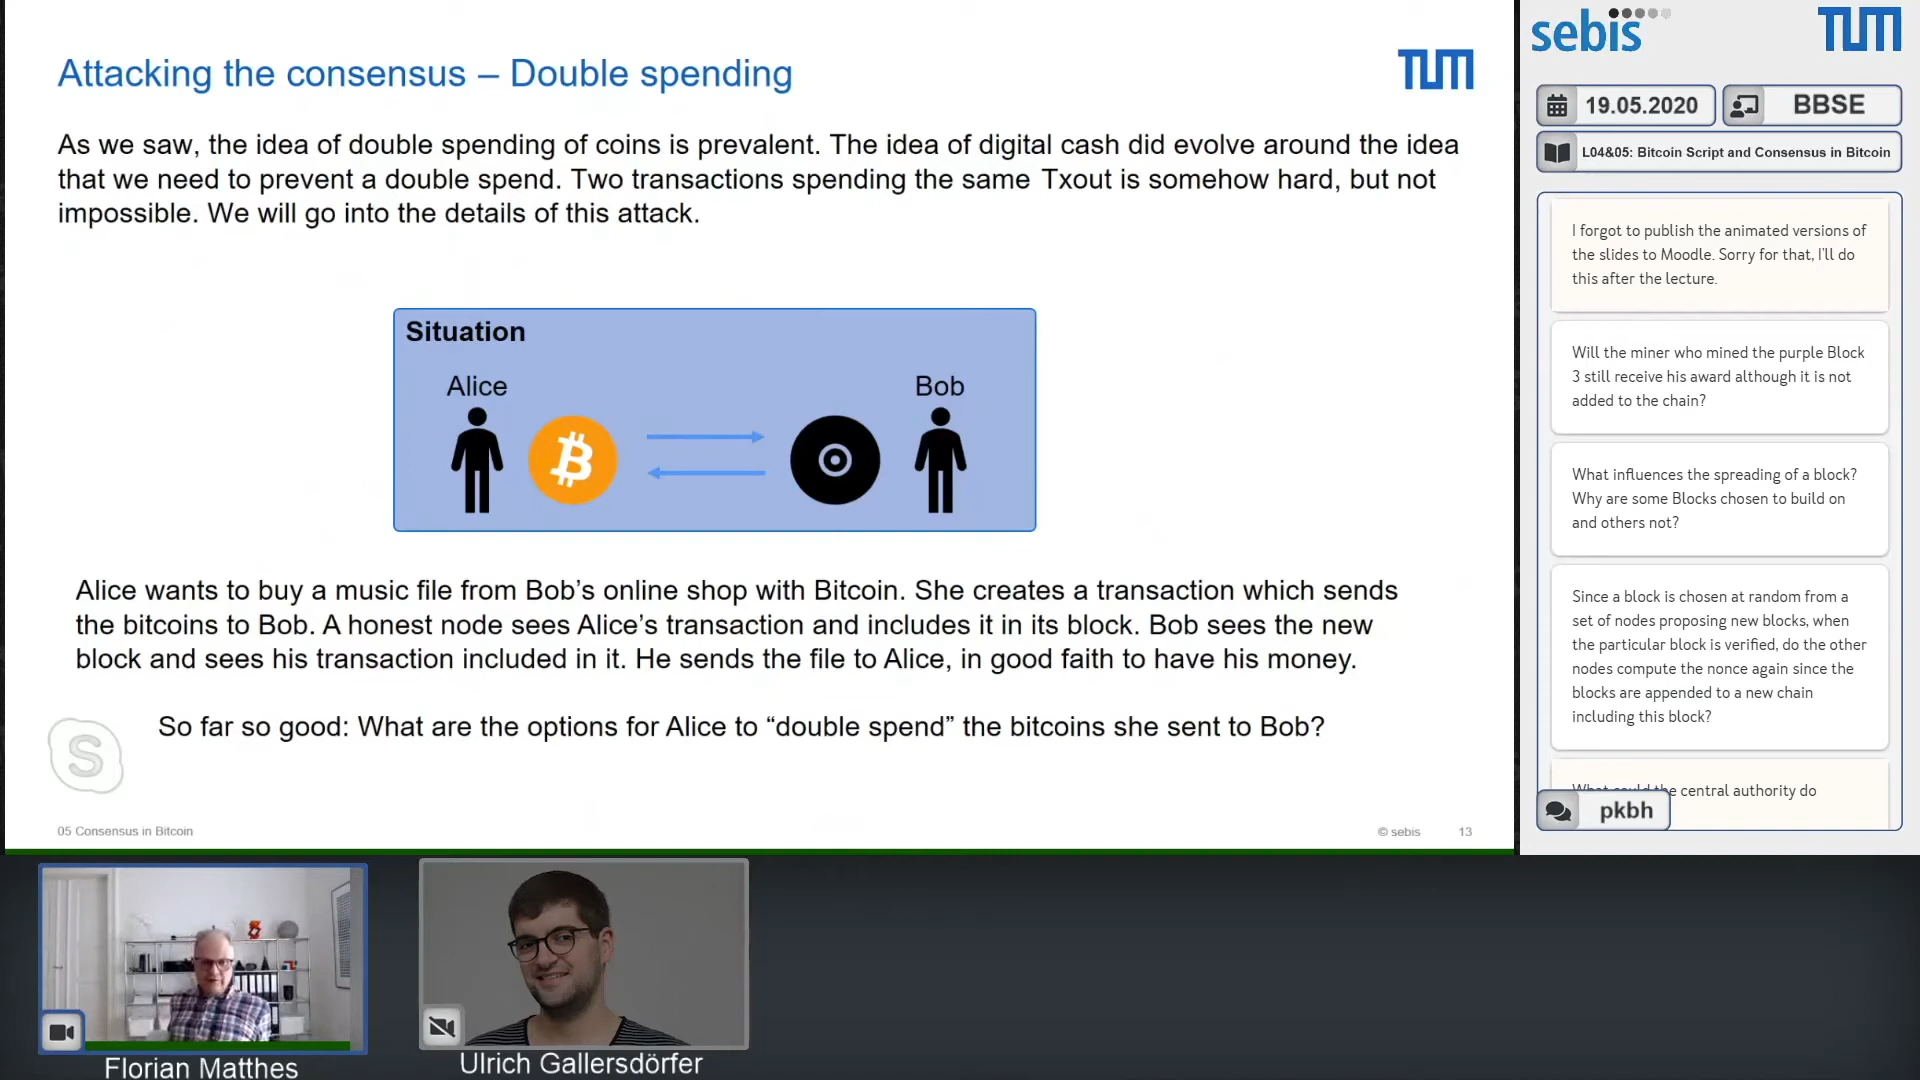 Attacking the consensus – Double spending
TUM
As we saw, the idea of double spending of coins is prevalent. The idea of digital cash did evolve around the idea
that we need to prevent a double spend. Two transactions spending the same Txout is somehow hard, but not
impossible. We will go into the details of this attack.
Situation
Alice
Bob
Alice wants to buy a music file from Bob's online shop with Bitcoin. She creates a transaction which sends
the bitcoins to Bob. A honest node sees Alice's transaction and includes it in its block. Bob sees the new
block and sees his transaction included in it. He sends the file to Alice, in good faith to have his money.
So far so good: What are the options for Alice to “double spend” the bitcoins she sent to Bob?
05 Consensus in Bitcoin
© sebis
13
sebis
TUM
19.05.2020
BBSE
L04&05: Bitcoin Script and Consensus in Bitcoin
I forgot to publish the animated versions of
the slides to Moodle. Sorry for that, I'll do
this after the lecture.
Will the miner who mined the purple Block
3 still receive his award although it is not
added to the chain?
What influences the spreading of a block?
Why are some Blocks chosen to build on
and others not?
Since a block is chosen at random from a
set of nodes proposing new blocks, when
the particular block is verified, do the other
nodes compute the nonce again since the
blocks are appended to a new chain
including this block?
What could the central authority do
pkbh
Florian Matthes
Ulrich Gallersdörfer